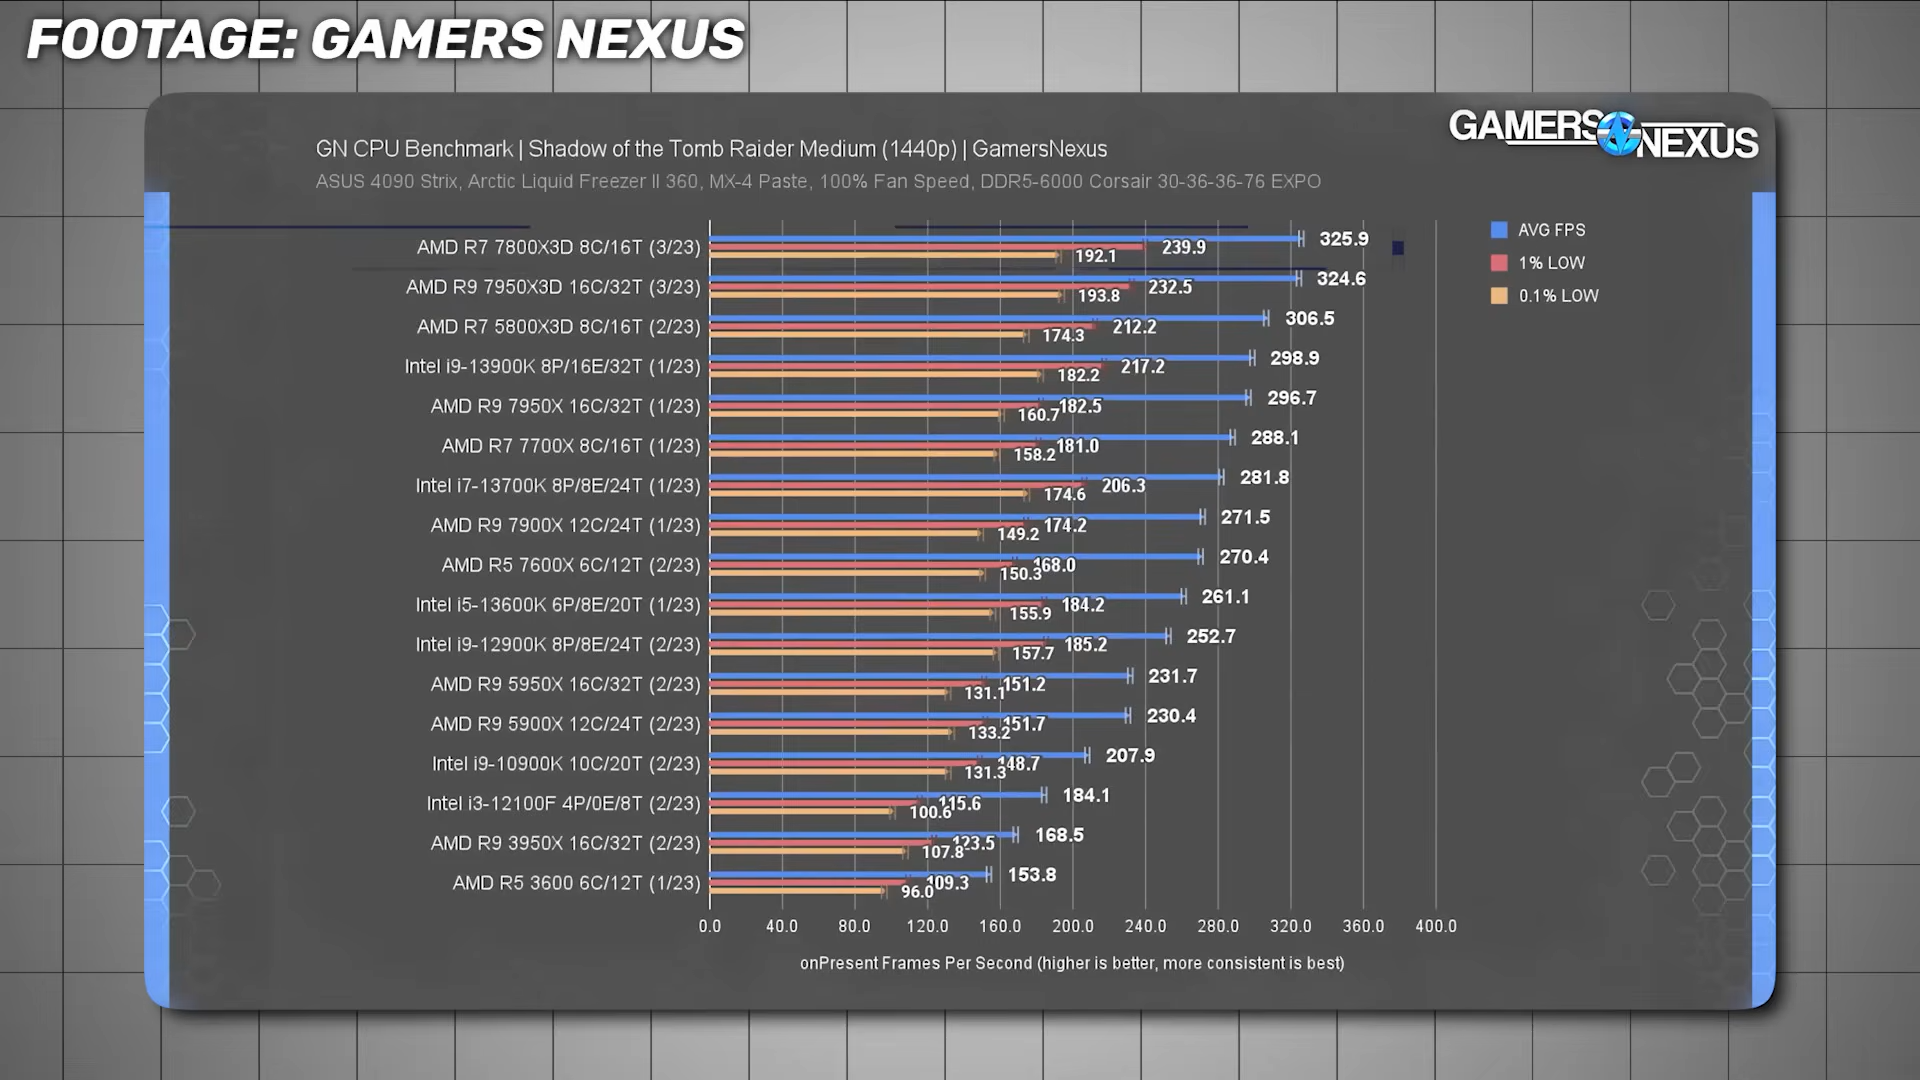 FOOTAGE: GAMERS NEXUS
GAMERS NEXUS
GN CPU Benchmark | Shadow of the Tomb Raider Medium (1440p) | GamersNexus
ASUS 4090 Strix, Arctic Liquid Freezer II 360, MX-4 Paste, 100% Fan Speed, DDR5-6000 Corsair 30-36-36-76 EXPO
AVG FPS
1% LOW
0.1% LOW
AMD R7 7800X3D 8C/16T (3/23) 325.9 239.9 192.1
AMD R9 7950X3D 16C/32T (3/23) 324.6 232.5 193.8
AMD R7 5800X3D 8C/16T (2/23) 306.5 212.2 174.3
Intel i9-13900K 8P/16E/32T (1/23) 298.9 217.2 182.2
AMD R9 7950X 16C/32T (1/23) 296.7 182.5 160.7
AMD R7 7700X 8C/16T (1/23) 288.1 181.0 158.2
Intel i7-13700K 8P/8E/24T (1/23) 281.8 206.3 174.6
AMD R9 7900X 12C/24T (1/23) 271.5 174.2 149.2
AMD R5 7600X 6C/12T (2/23) 270.4 168.0 150.3
Intel i5-13600K 6P/8E/20T (1/23) 261.1 184.2 155.9
Intel i9-12900K 8P/8E/24T (2/23) 252.7 185.2 157.7
AMD R9 5950X 16C/32T (2/23) 231.7 151.2 131.1
AMD R9 5900X 12C/24T (2/23) 230.4 151.7 133.2
Intel i9-10900K 10C/20T (2/23) 207.9 148.7 131.3
Intel i3-12100F 4P/0E/8T (2/23) 184.1 115.6 100.6
AMD R9 3950X 16C/32T (2/23) 168.5 123.5 107.8
AMD R5 3600 6C/12T (1/23) 153.8 109.3 96.0
0.0 40.0 80.0 120.0 160.0 200.0 240.0 280.0 320.0 360.0 400.0
onPresent Frames Per Second (higher is better, more consistent is best)